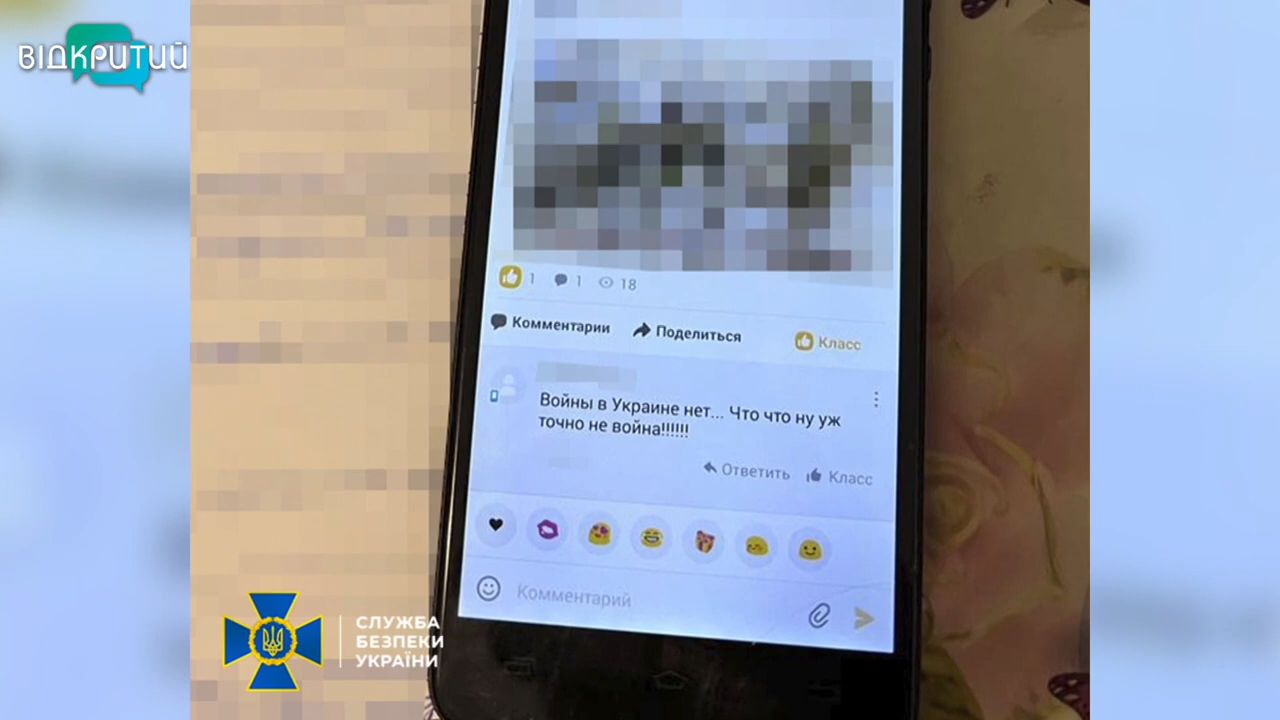 ВІДКРИТИЙ
1 1 18
Комментарии Поделиться Класс
Войны в Украине нет... Что что ну уж
точно не война!!!!!!
Ответить Класс
Комментарий
СЛУЖБА
БЕЗПЕКИ
УКРАЇНИ